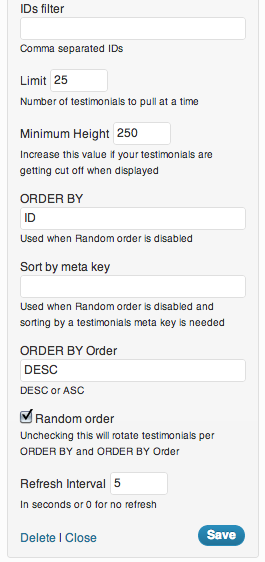 IDs filter
Comma separated IDs
Limit 25
Number of testimonials to pull at a time
Minimum Height 250
Increase this value if your testimonials are
getting cut off when displayed
ORDER BY
ID
Used when Random order is disabled
Sort by meta key
Used when Random order is disabled and
sorting by a testimonials meta key is needed
ORDER BY Order
DESC
DESC or ASC
Random order
Unchecking this will rotate testimonials per
ORDER BY and ORDER BY Order
Refresh Interval 5
In seconds or 0 for no refresh
Delete | Close Save